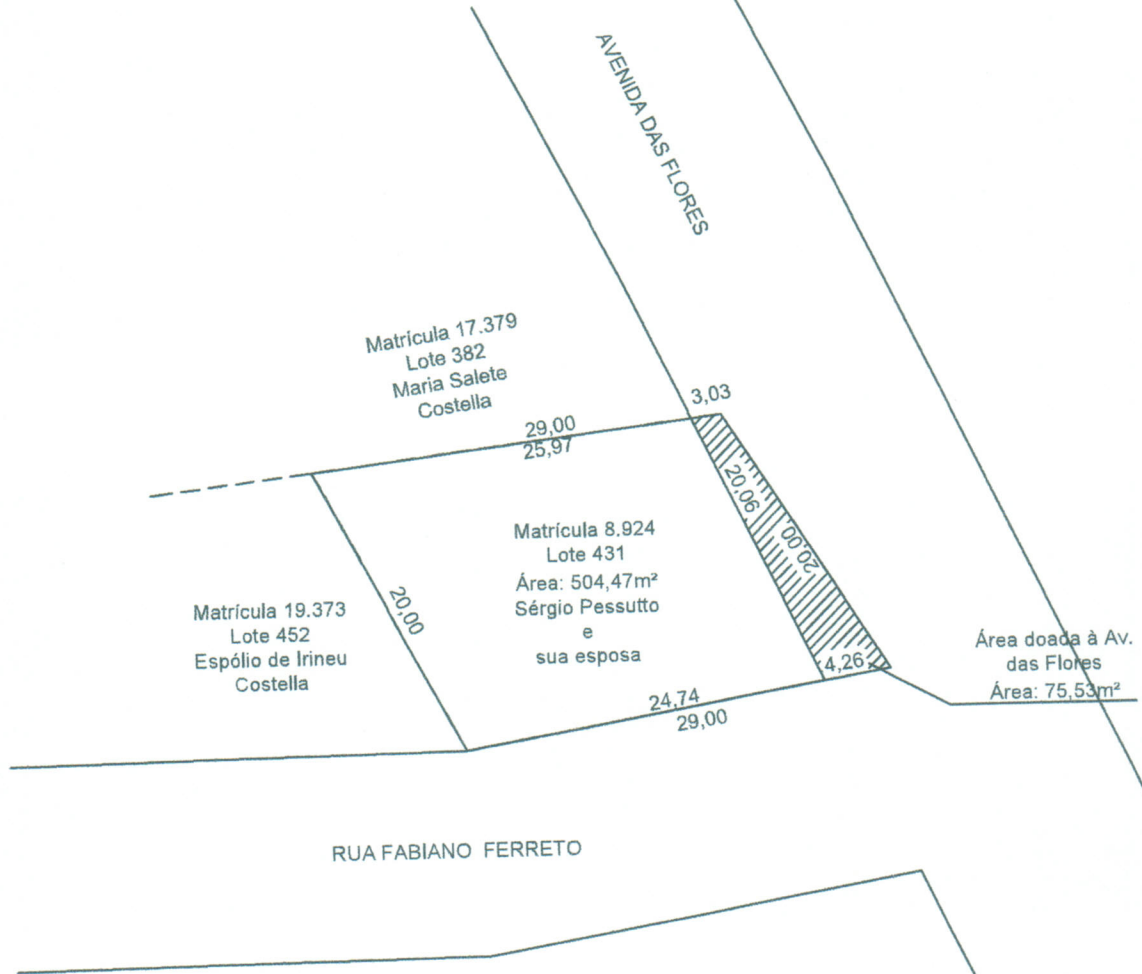 AVENIDA DAS FLORES
Matrícula 17.379
Lote 382
Maria Salete
Costella
3,03
29,00
25,97
20,06
20,00
Matrícula 8.924
Lote 431
Área: 504,47m²
Sérgio Pessutto
e
sua esposa
20,00
Matrícula 19.373
Lote 452
Espólio de Irineu
Costella
4,26
Área doada à Av.
das Flores
Área: 75,53m²
24,74
29,00
RUA FABIANO FERRETO